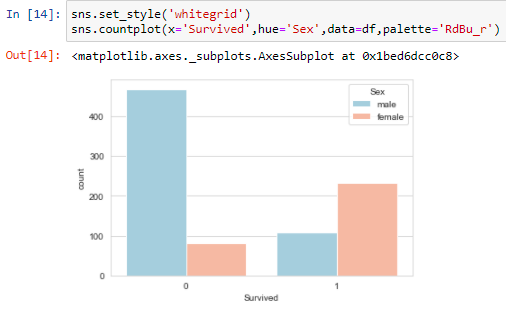 In [14]: sns.set_style('whitegrid')
sns.countplot(x='Survived',hue='Sex',data=df,palette='RdBu_r')
Out[14]: <matplotlib.axes._subplots.AxesSubplot at 0x1bed6dcc0c8>
Sex
male
female
400
300
200
100
0
count
0 1
Survived